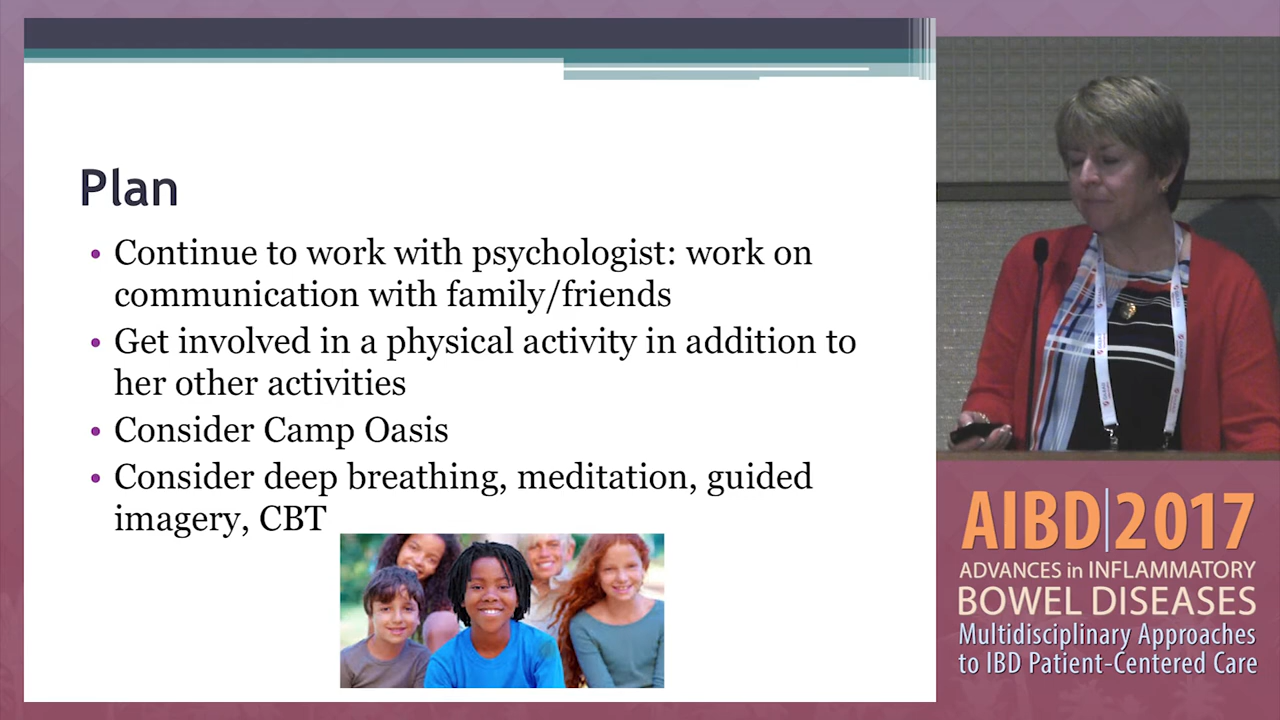 Plan
• Continue to work with psychologist: work on
communication with family/friends
• Get involved in a physical activity in addition to
her other activities
• Consider Camp Oasis
• Consider deep breathing, meditation, guided
imagery, CBT
AIBD|2017
ADVANCES in INFLAMMATORY
BOWEL DISEASES
Multidisciplinary Approaches
to IBD Patient-Centered Care